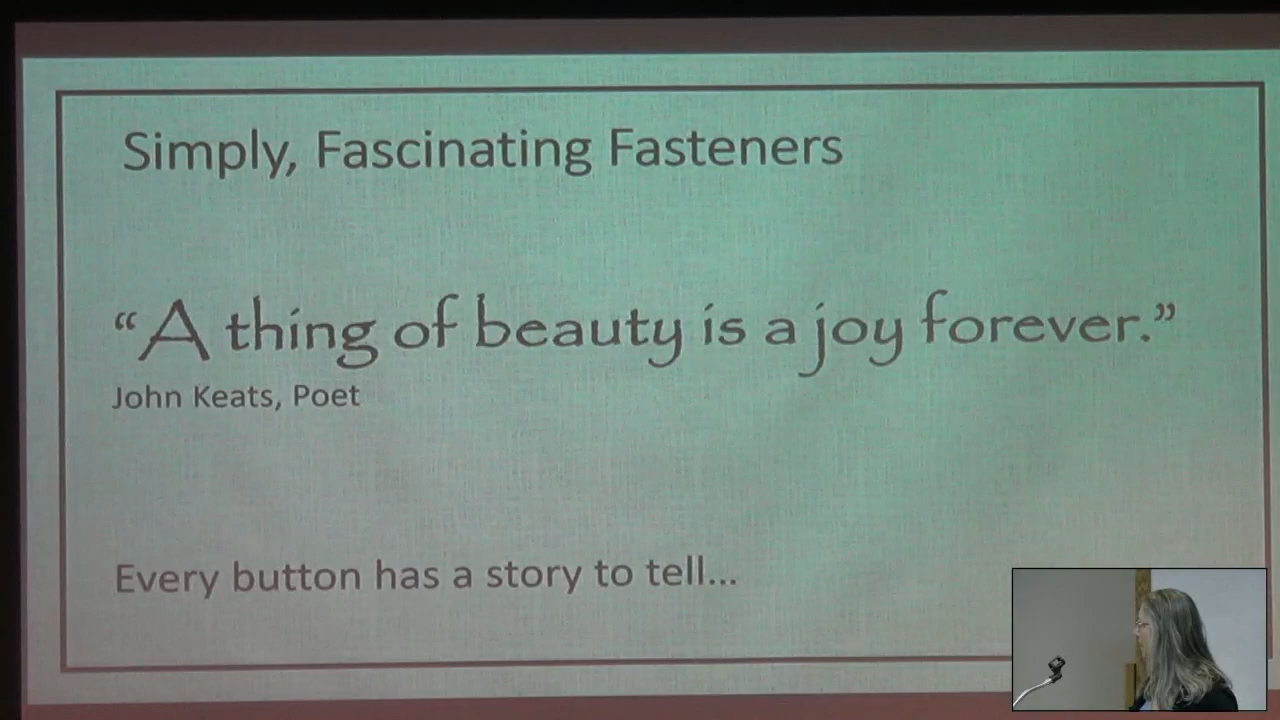 Simply, Fascinating Fasteners
“A thing of beauty is a joy forever.”
John Keats, Poet
Every button has a story to tell...